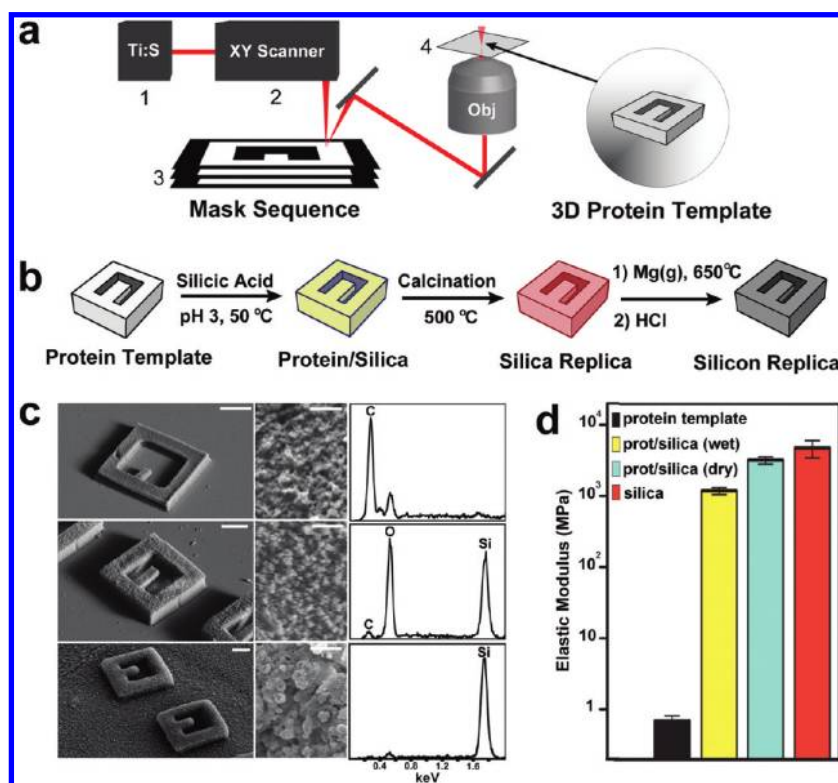 a
Ti:S
XY Scanner
1
2
3
4
Obj
Mask Sequence
3D Protein Template
b
Silicic Acid
pH 3, 50 °C
Calcination
500 °C
1) Mg(g), 650°C
2) HCl
Protein Template
Protein/Silica
Silica Replica
Silicon Replica
c
C
O
Si
C
Si
0.4 0.8 1.2 1.6
keV
d
protein template
prot/silica (wet)
prot/silica (dry)
silica
Elastic Modulus (MPa)
10⁴
10³
10²
10
1